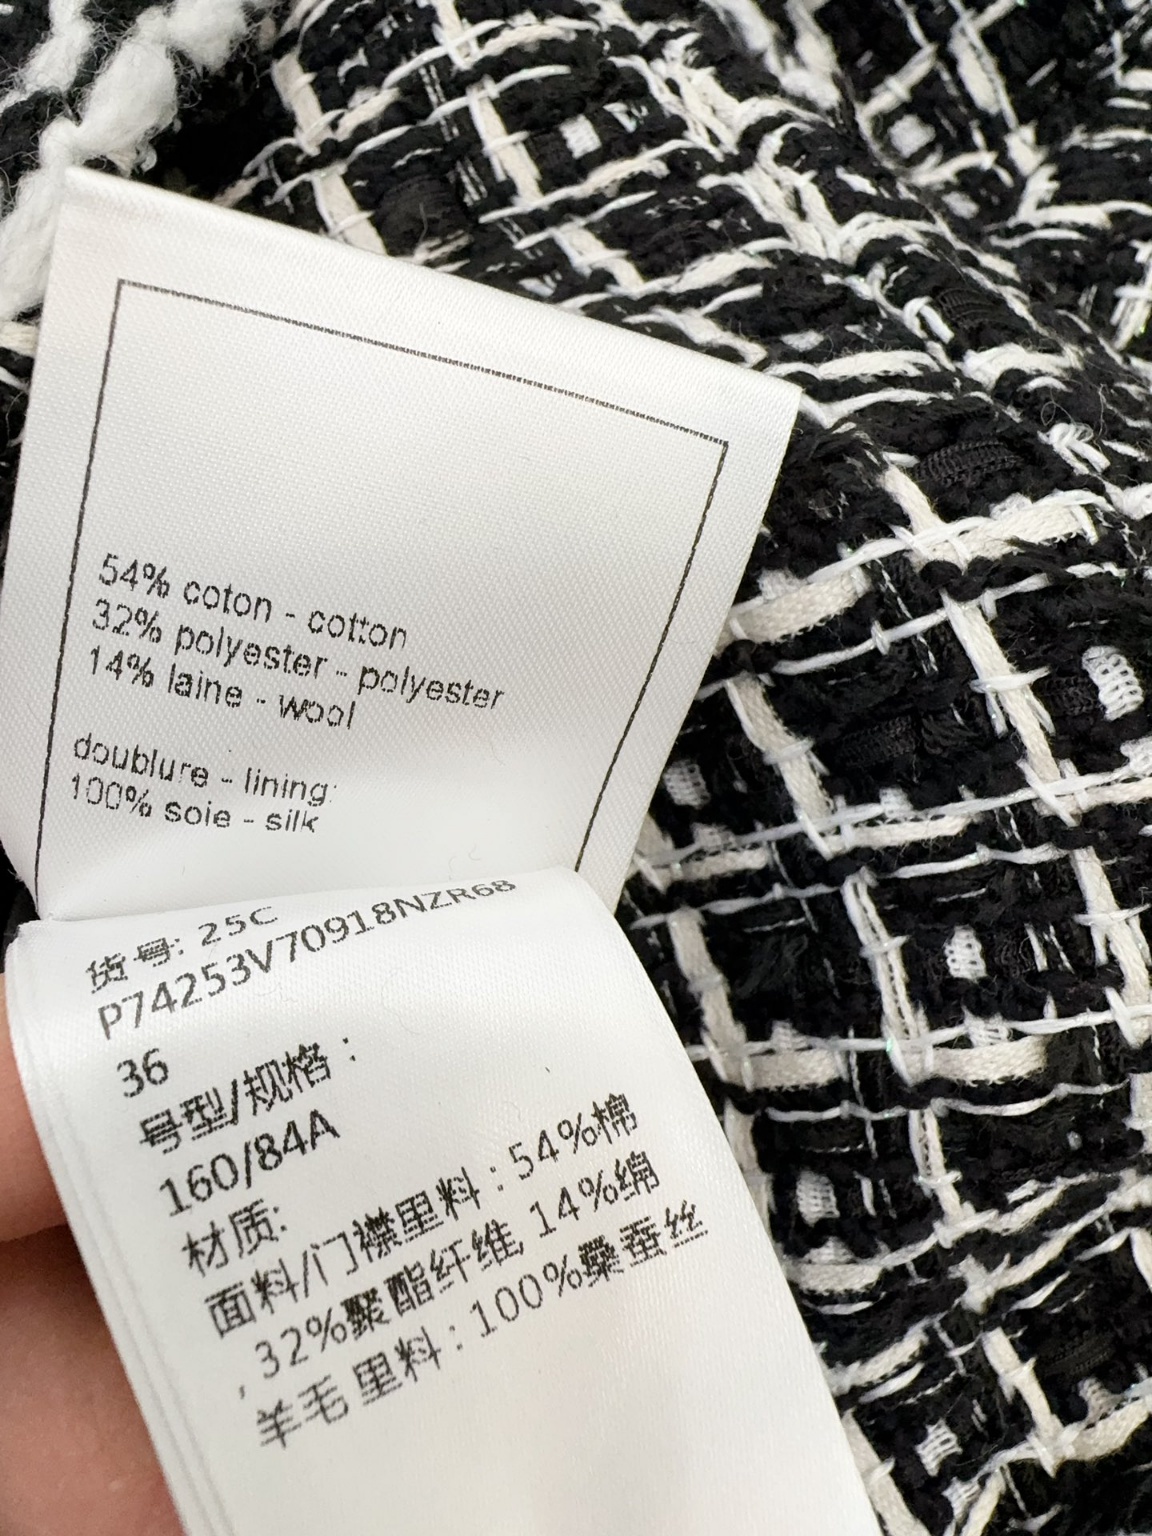 54% coton - cotton
32% polyester - polyester
14% laine - wool
doublure - lining:
100% soie - silk
货号: 25C
P74253V70918NZR68
36
号型/规格:
160/84A
材质:
面料/门襟里料:54%棉
,32%聚酯纤维, 14%绵
羊毛 里料:100%桑蚕丝